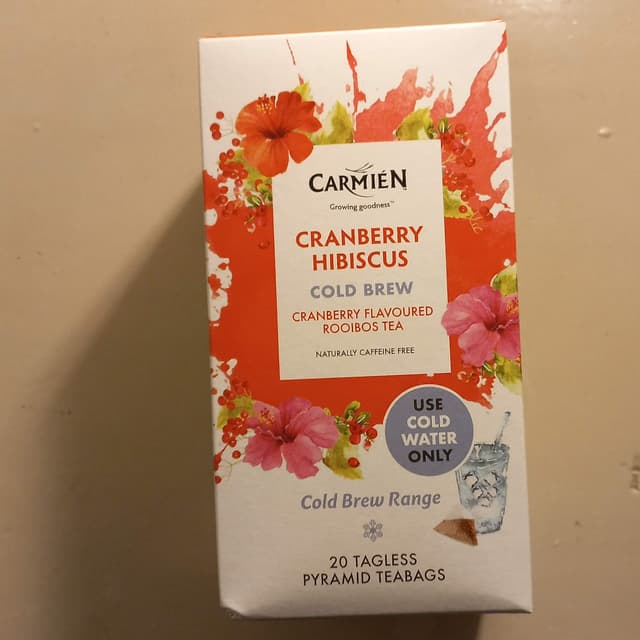 CARMIÉN
Growing goodness™
CRANBERRY
HIBISCUS
COLD BREW
CRANBERRY FLAVOURED
ROOIBOS TEA
NATURALLY CAFFEINE FREE
USE
COLD
WATER
ONLY
Cold Brew Range
20 TAGLESS
PYRAMID TEABAGS